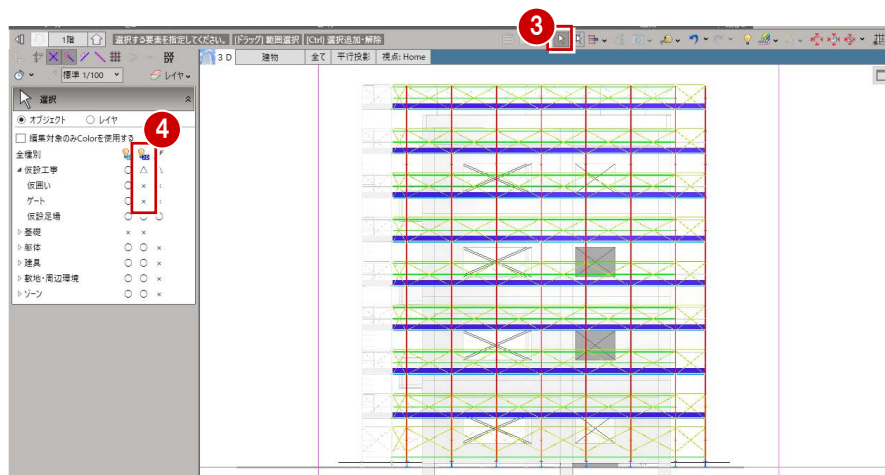 3
1階 選択する要素を指定してください。 [ドラッグ] 範囲選択 [Ctrl] 選択追加・解除
標準 1/100 レイヤ
3 D 建物 全て 平行投影 視点: Home
選択
オブジェクト レイヤ
4
編集対象のみColorを使用する
全種別
仮設工事 〇 △
仮囲い 〇 ×
ゲート 〇 ×
仮設足場 〇 〇 〇
基礎 × ×
躯体 〇 〇 ×
建具 〇 〇 ×
敷地・周辺環境 〇 〇 ×
ゾーン 〇 〇 ×